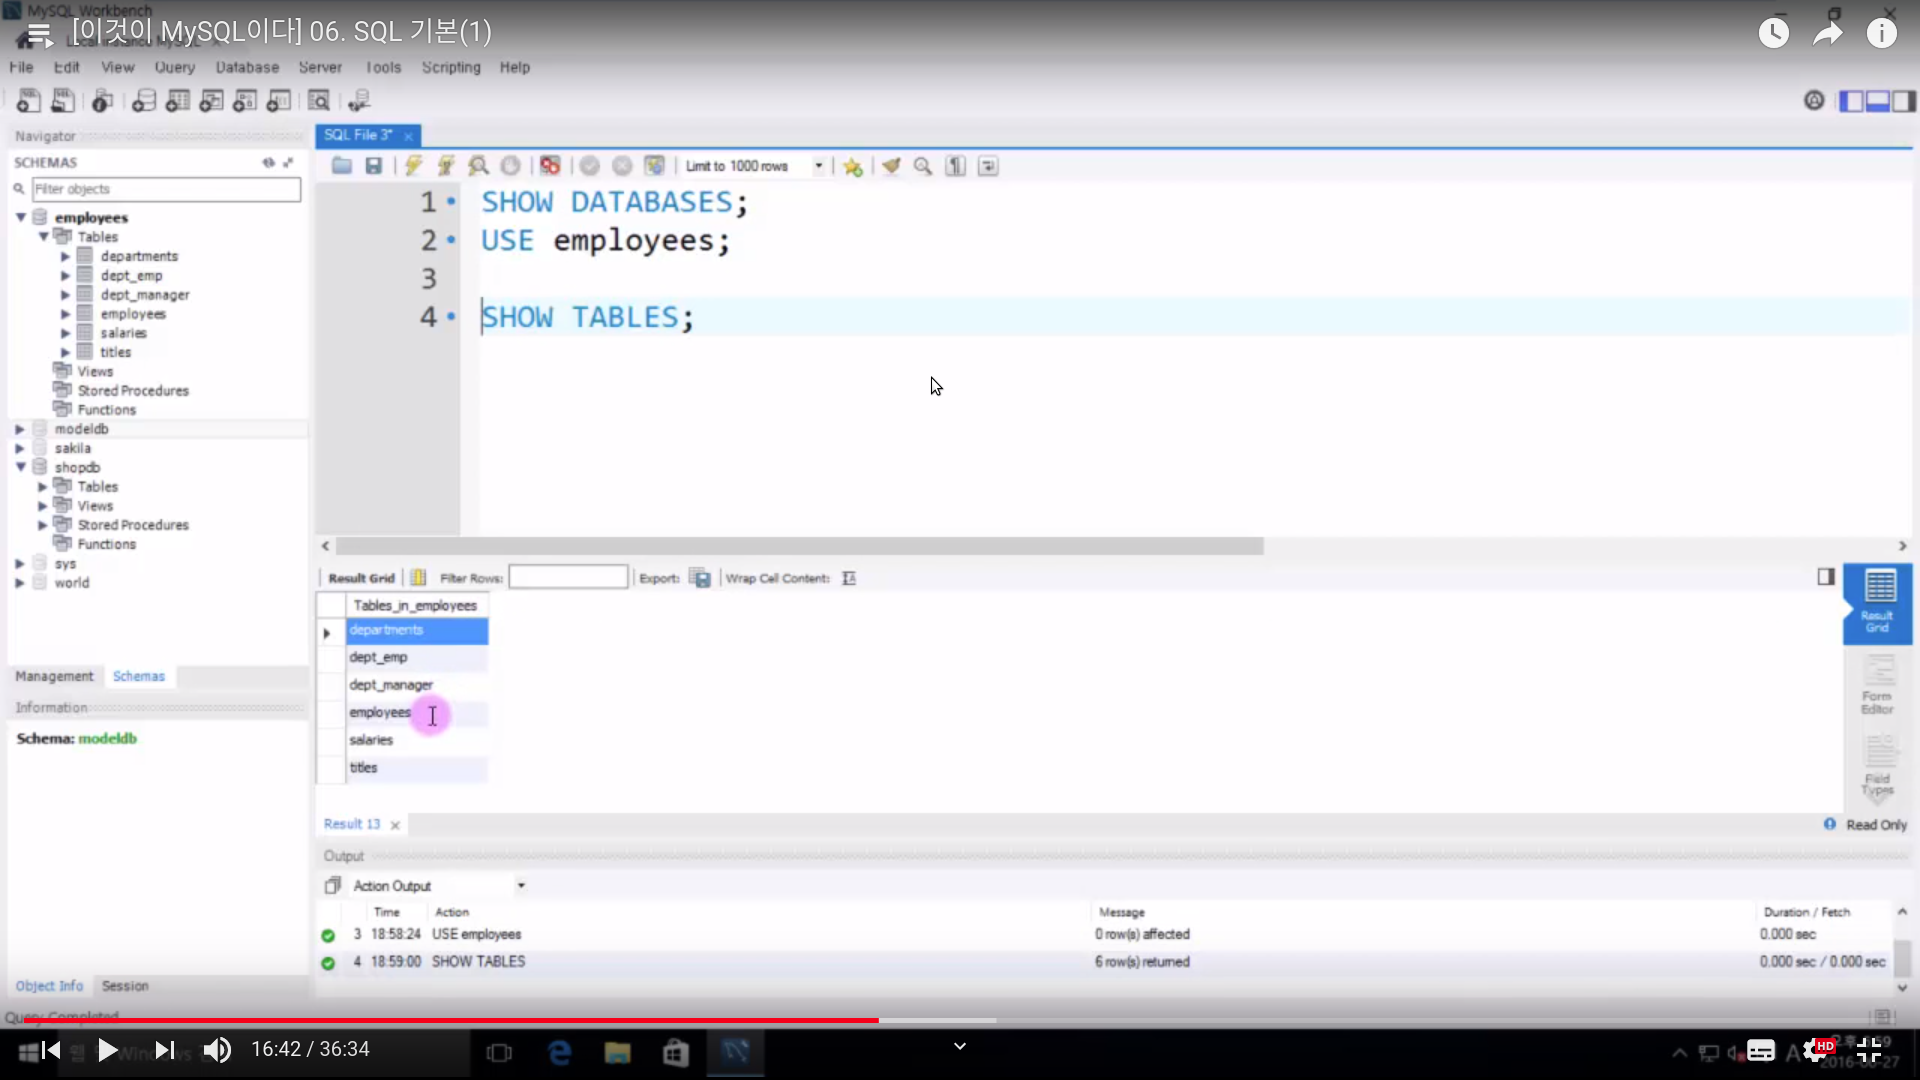 MySQL Workbench
[이것이 MySQL이다] 06. SQL 기본(1)
File Edit View Query Database Server Tools Scripting Help
Navigator
SQL File 3*
SCHEMAS
Limit to 1000 rows
Filter objects
employees
Tables
departments
dept_emp
dept_manager
employees
salaries
titles
Views
Stored Procedures
Functions
modeldb
sakila
shopdb
Tables
Views
Stored Procedures
Functions
sys
world
1 SHOW DATABASES;
2 USE employees;
3
4 SHOW TABLES;
Result Grid Filter Rows: Export: Wrap Cell Content:
Tables_in_employees
departments
dept_emp
dept_manager
employees
salaries
titles
Result Grid
Form Editor
Field Types
Management Schemas
Information
Schema: modeldb
Result 13
Read Only
Output
Action Output
Time Action Message Duration / Fetch
3 18:58:24 USE employees 0 row(s) affected 0.000 sec
4 18:59:00 SHOW TABLES 6 row(s) returned 0.000 sec / 0.000 sec
Object Info Session
Query Completed
16:42 / 36:34
HD